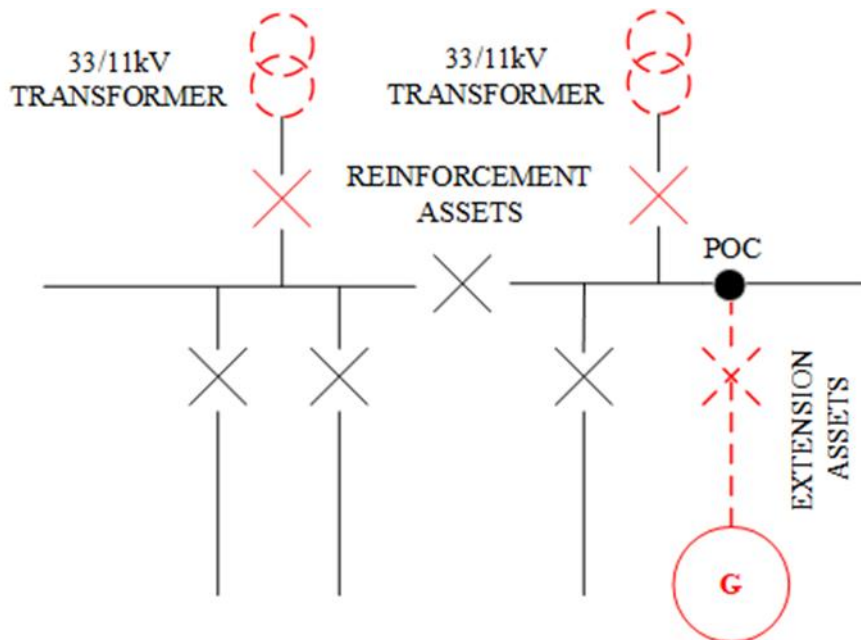 33/11kV
TRANSFORMER
33/11kV
TRANSFORMER
REINFORCEMENT
ASSETS
POC
EXTENSION
ASSETS
G